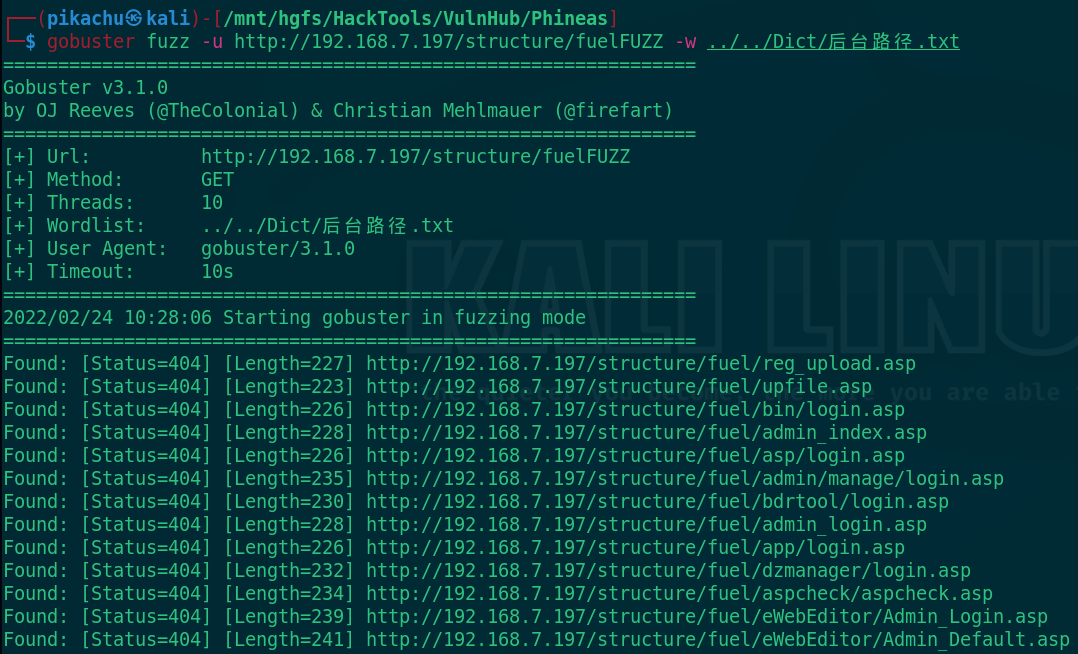 ┌──(pikachu㉿kali)-[/mnt/hgfs/HackTools/VulnHub/Phineas]
└─$ gobuster fuzz -u http://192.168.7.197/structure/fuelFUZZ -w ../../Dict/后台路径.txt
===============================================================
Gobuster v3.1.0
by OJ Reeves (@TheColonial) & Christian Mehlmauer (@firefart)
===============================================================
[+] Url:          http://192.168.7.197/structure/fuelFUZZ
[+] Method:       GET
[+] Threads:      10
[+] Wordlist:     ../../Dict/后台路径.txt
[+] User Agent:   gobuster/3.1.0
[+] Timeout:      10s
===============================================================
2022/02/24 10:28:06 Starting gobuster in fuzzing mode
===============================================================
Found: [Status=404] [Length=227] http://192.168.7.197/structure/fuel/reg_upload.asp
Found: [Status=404] [Length=223] http://192.168.7.197/structure/fuel/upfile.asp
Found: [Status=404] [Length=226] http://192.168.7.197/structure/fuel/bin/login.asp
Found: [Status=404] [Length=228] http://192.168.7.197/structure/fuel/admin_index.asp
Found: [Status=404] [Length=226] http://192.168.7.197/structure/fuel/asp/login.asp
Found: [Status=404] [Length=235] http://192.168.7.197/structure/fuel/admin/manage/login.asp
Found: [Status=404] [Length=230] http://192.168.7.197/structure/fuel/bdrtool/login.asp
Found: [Status=404] [Length=228] http://192.168.7.197/structure/fuel/admin_login.asp
Found: [Status=404] [Length=226] http://192.168.7.197/structure/fuel/app/login.asp
Found: [Status=404] [Length=232] http://192.168.7.197/structure/fuel/dzmanager/login.asp
Found: [Status=404] [Length=234] http://192.168.7.197/structure/fuel/aspcheck/aspcheck.asp
Found: [Status=404] [Length=239] http://192.168.7.197/structure/fuel/eWebEditor/Admin_Login.asp
Found: [Status=404] [Length=241] http://192.168.7.197/structure/fuel/eWebEditor/Admin_Default.asp
KALI LINU
you are able